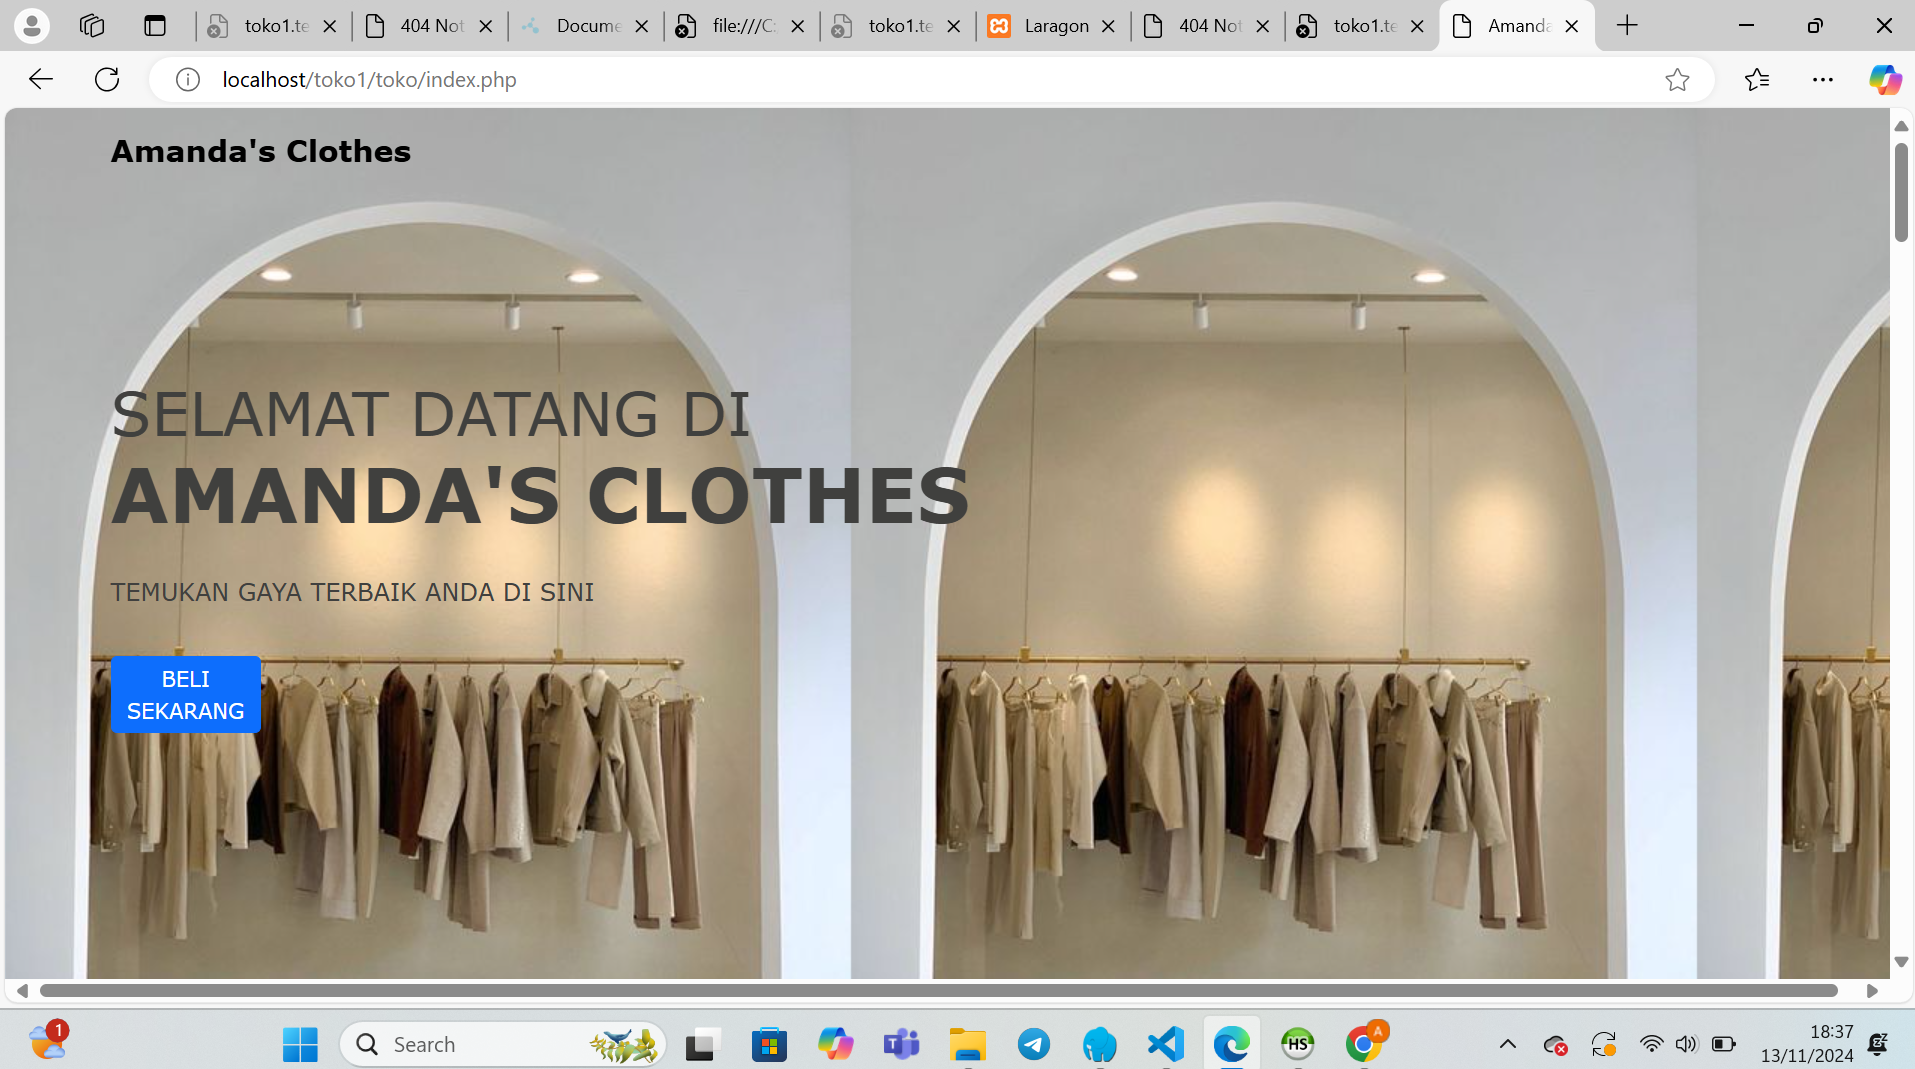 toko1.te
404 Not
Docume
file:///C:
toko1.te
Laragon
404 Not
toko1.te
Amanda
localhost/toko1/toko/index.php
Amanda's Clothes
SELAMAT DATANG DI
AMANDA'S CLOTHES
TEMUKAN GAYA TERBAIK ANDA DI SINI
BELI
SEKARANG
1
Search
T
HS
A
18:37
13/11/2024